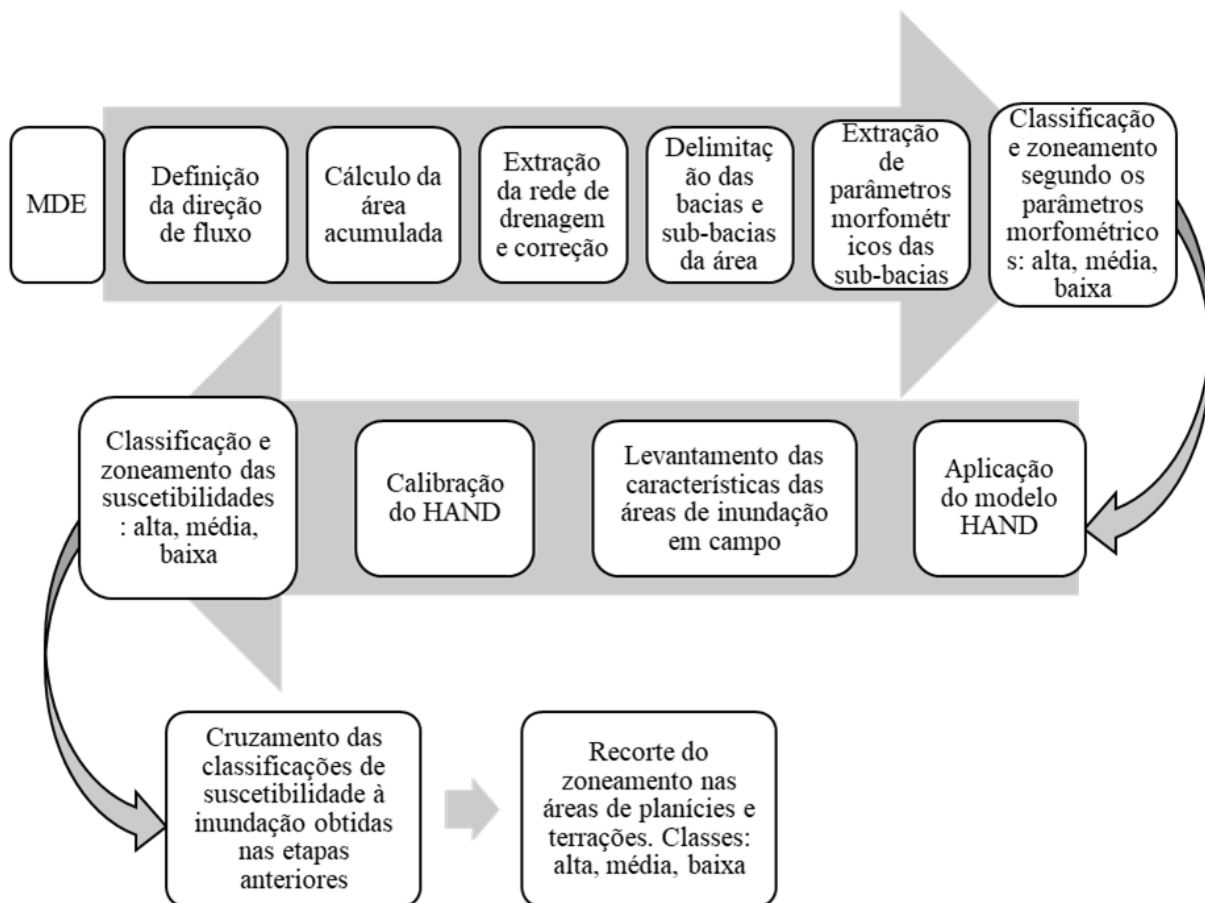 MDE
Definição
da direção
de fluxo
Cálculo da
área
acumulada
Extração
da rede de
drenagem
e correção
Delimitaç
ão das
bacias e
sub-bacias
da área
Extração
de
parâmetros
morfométr
icos das
sub-bacias
Classificação
e zoneamento
segundo os
parâmetros
morfométrico
s: alta, média,
baixa
Aplicação
do modelo
HAND
Levantamento das
características das
áreas de inundação
em campo
Calibração
do HAND
Classificação e
zoneamento das
suscetibilidades
: alta, média,
baixa
Cruzamento das
classificações de
suscetibilidade à
inundação obtidas
nas etapas
anteriores
Recorte do
zoneamento nas
áreas de planícies e
terrações. Classes:
alta, média, baixa